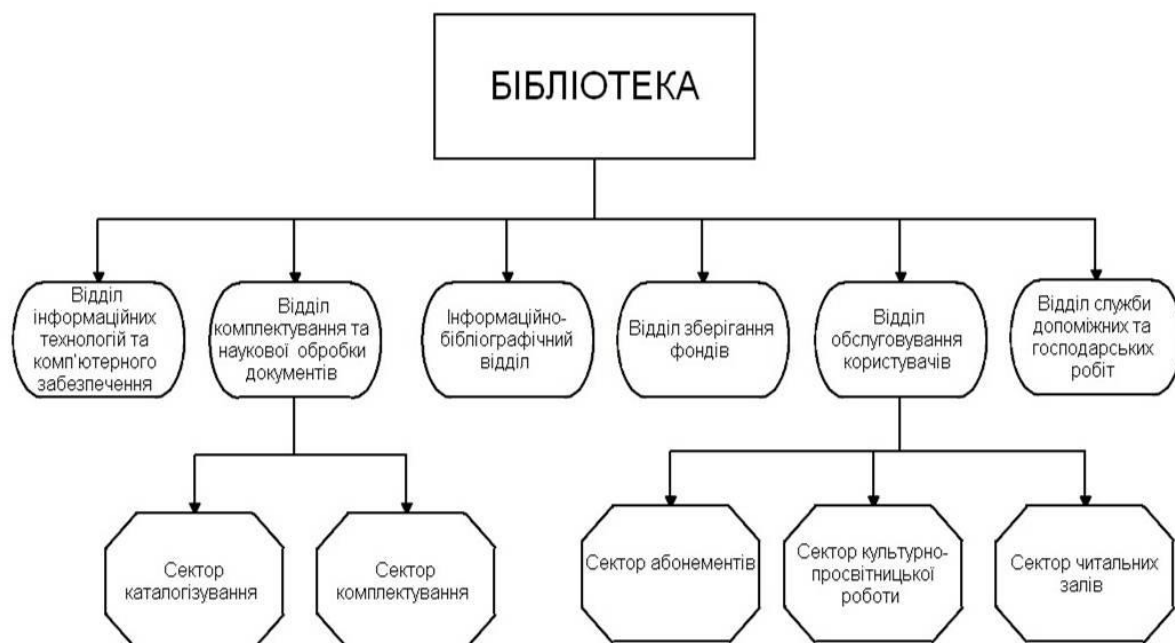 БІБЛІОТЕКА
Відділ
інформаційних
технологій та
комп'ютерного
забезпечення
Відділ
комплектування та
наукової обробки
документів
Інформаційно-
бібліографічний
відділ
Відділ зберігання
фондів
Відділ
обслуговування
користувачів
Відділ служби
допоміжних та
господарських
робіт
Сектор
каталогізування
Сектор
комплектування
Сектор абонементів
Сектор культурно-
просвітницької
роботи
Сектор читальних
залів